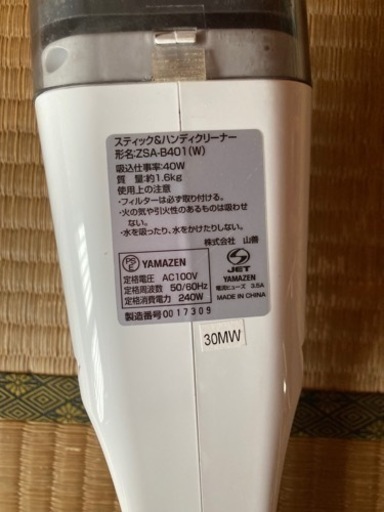 スティック&ハンディクリーナー
形名:ZSA-B401(W)
吸込仕事率:40W
質 量:約1.6kg
使用上の注意
・フィルターは必ず取り付ける。
・火の気や引火性のあるものは吸わせ
ない。
・水を吸ったり、水をかけたりしない。
株式会社 山善
PSE YAMAZEN
定格電圧 AC100V
定格周波数 50/60Hz
定格消費電力 240W
製造番号 0017309
S
JET
YAMAZEN
電流ヒューズ 3.5A
MADE IN CHINA
30MW